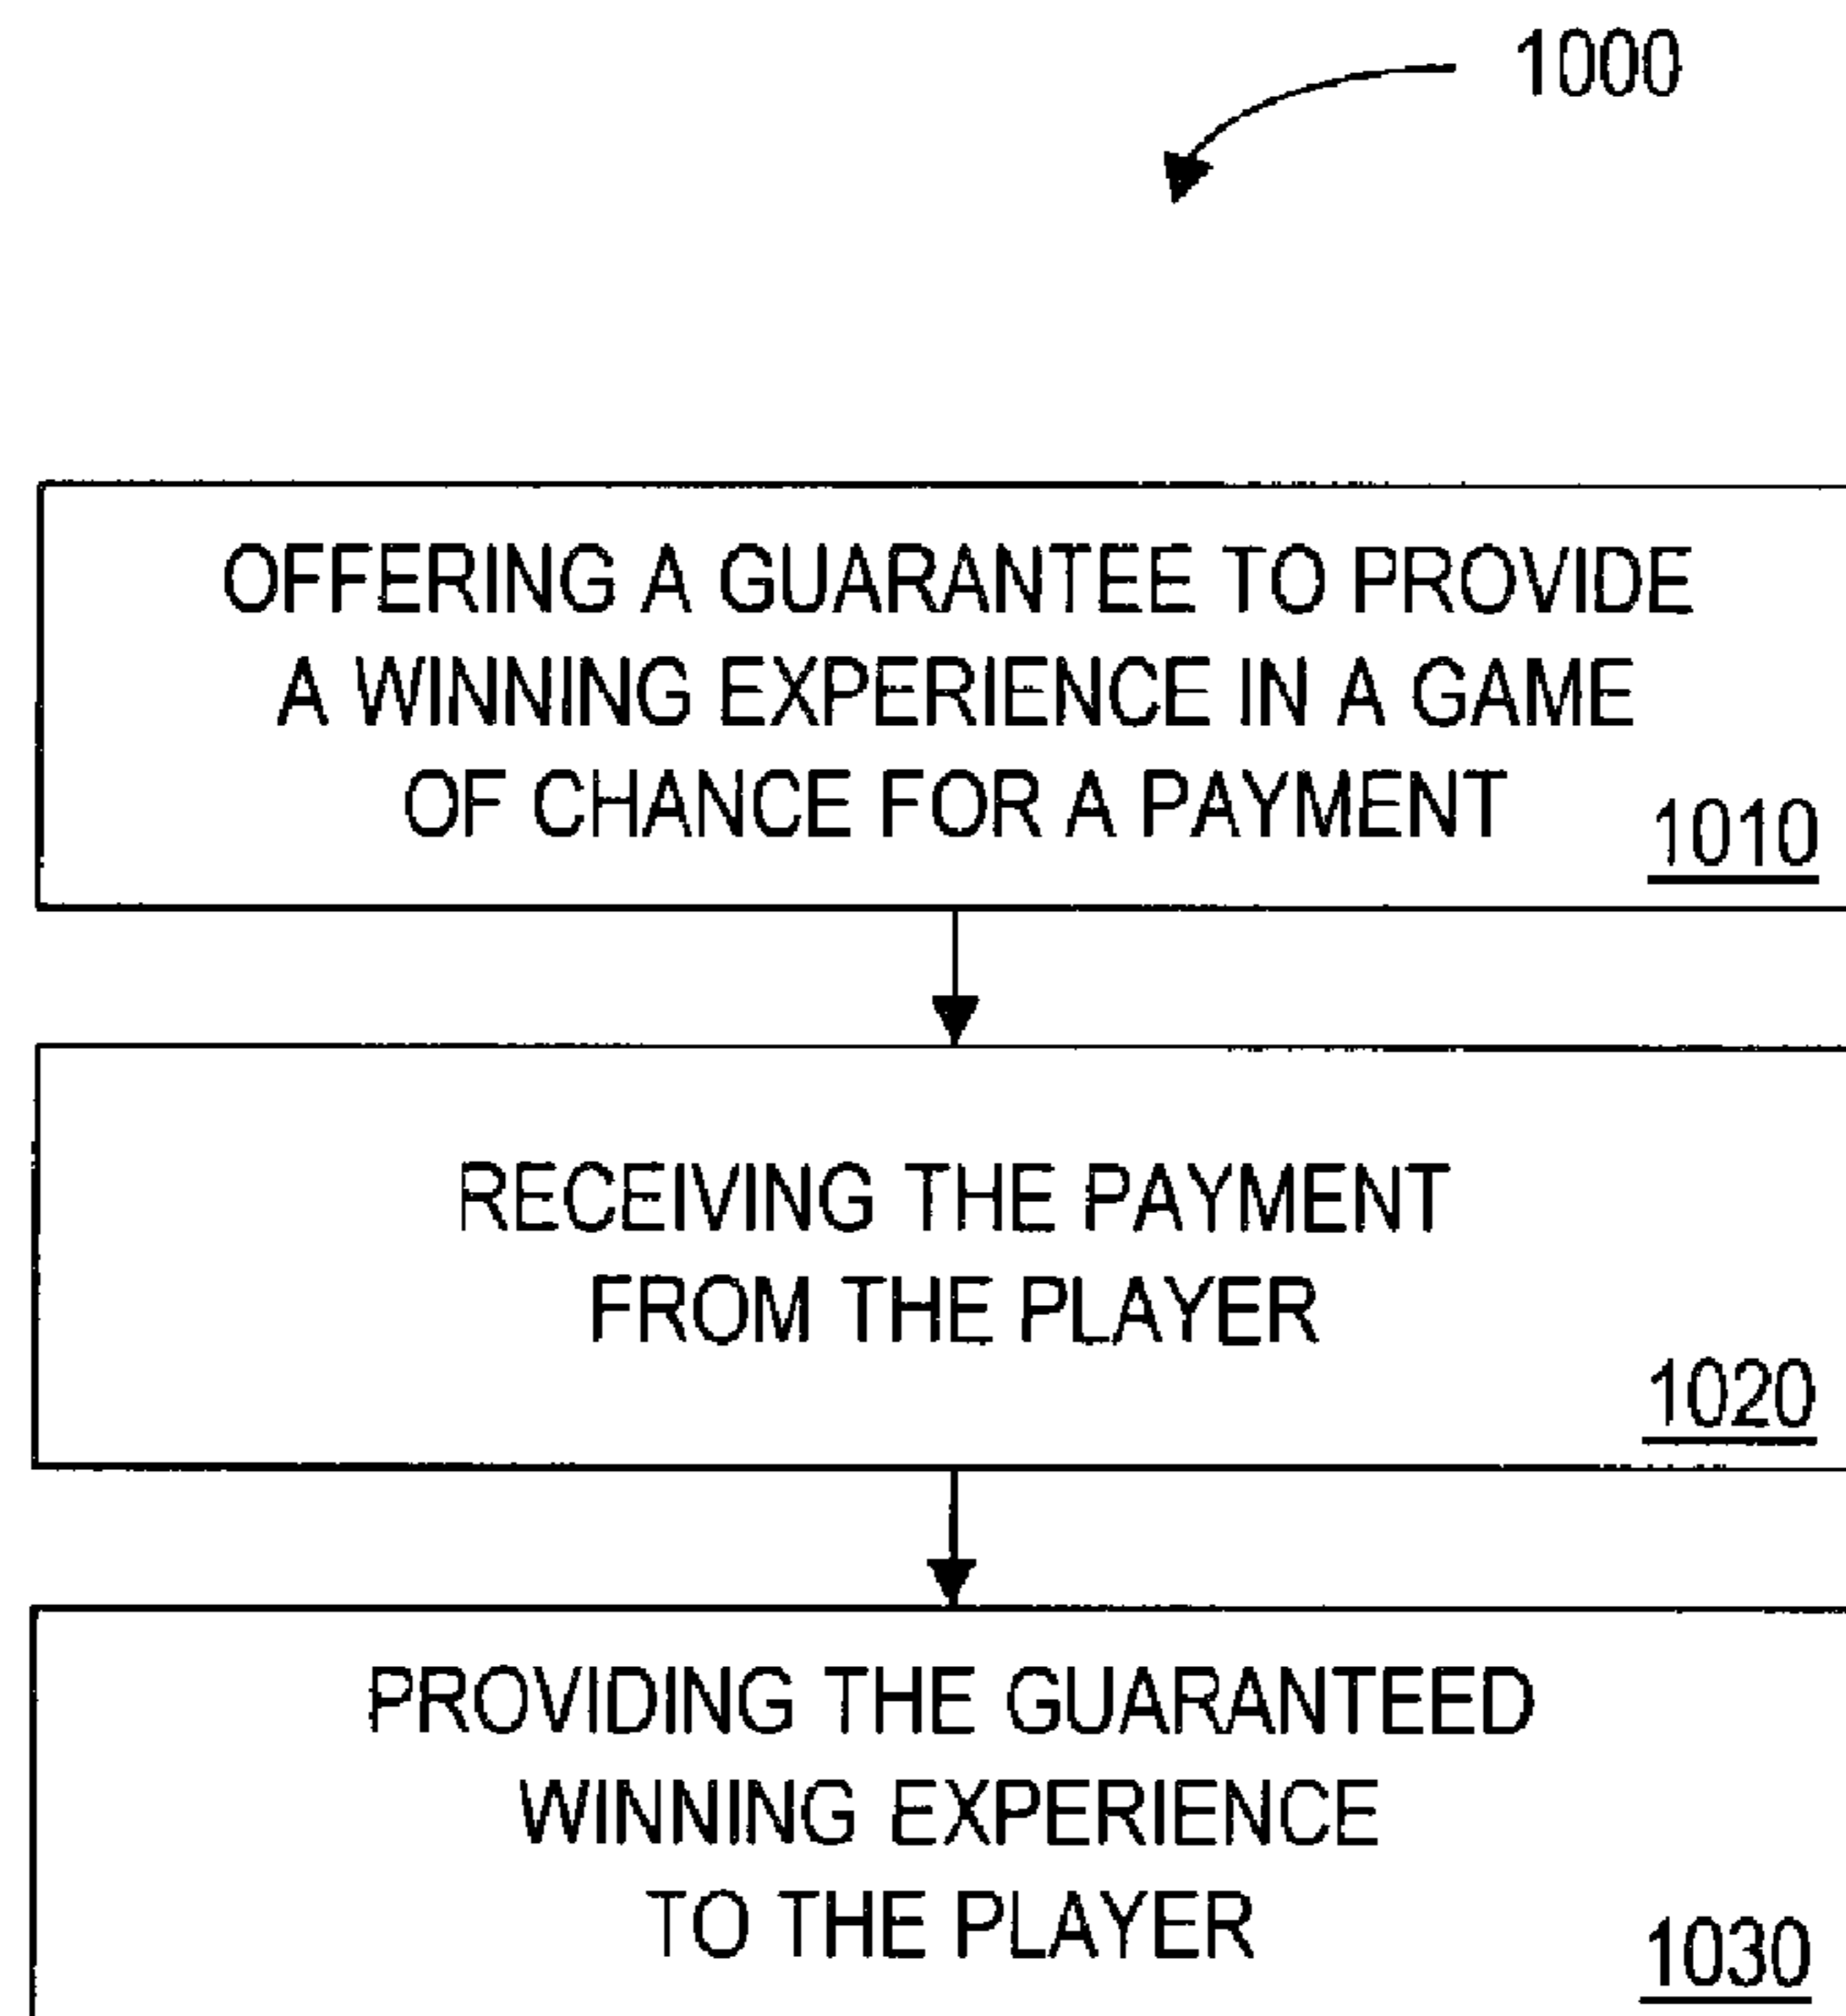 1000
OFFERING A GUARANTEE TO PROVIDE
A WINNING EXPERIENCE IN A GAME
OF CHANCE FOR A PAYMENT
1010
RECEIVING THE PAYMENT
FROM THE PLAYER
1020
PROVIDING THE GUARANTEED
WINNING EXPERIENCE
TO THE PLAYER
1030